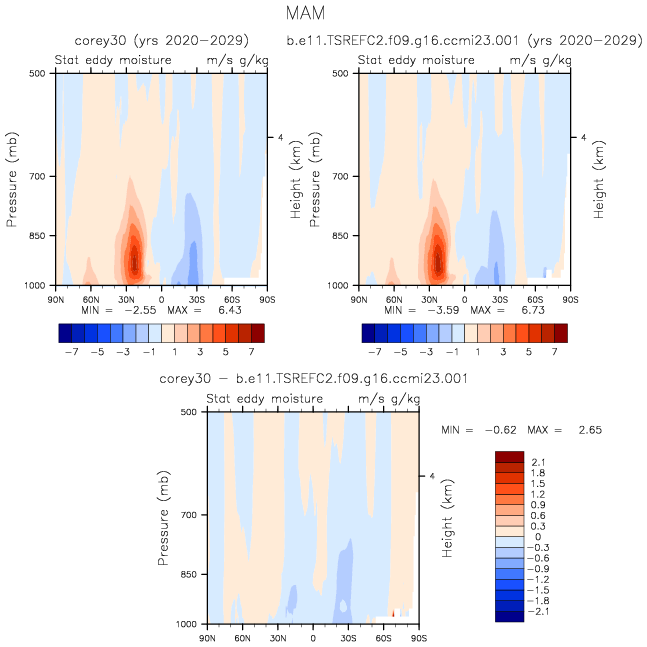 MAM
corey30 (yrs 2020-2029)
b.e11.TSREFC2.f09.g16.ccmi23.001 (yrs 2020-2029)
Stat eddy moisture m/s g/kg
Stat eddy moisture m/s g/kg
500
700
850
1000
Pressure (mb)
4
Height (km)
90N 60N 30N 0 30S 60S 90S
MIN = -2.55 MAX = 6.43
-7 -5 -3 -1 1 3 5 7
500
700
850
1000
Pressure (mb)
4
Height (km)
90N 60N 30N 0 30S 60S 90S
MIN = -3.59 MAX = 6.73
-7 -5 -3 -1 1 3 5 7
corey30 - b.e11.TSREFC2.f09.g16.ccmi23.001
Stat eddy moisture m/s g/kg
500
700
850
1000
Pressure (mb)
4
Height (km)
90N 60N 30N 0 30S 60S 90S
MIN = -0.62 MAX = 2.65
2.1
1.8
1.5
1.2
0.9
0.6
0.3
0
-0.3
-0.6
-0.9
-1.2
-1.5
-1.8
-2.1